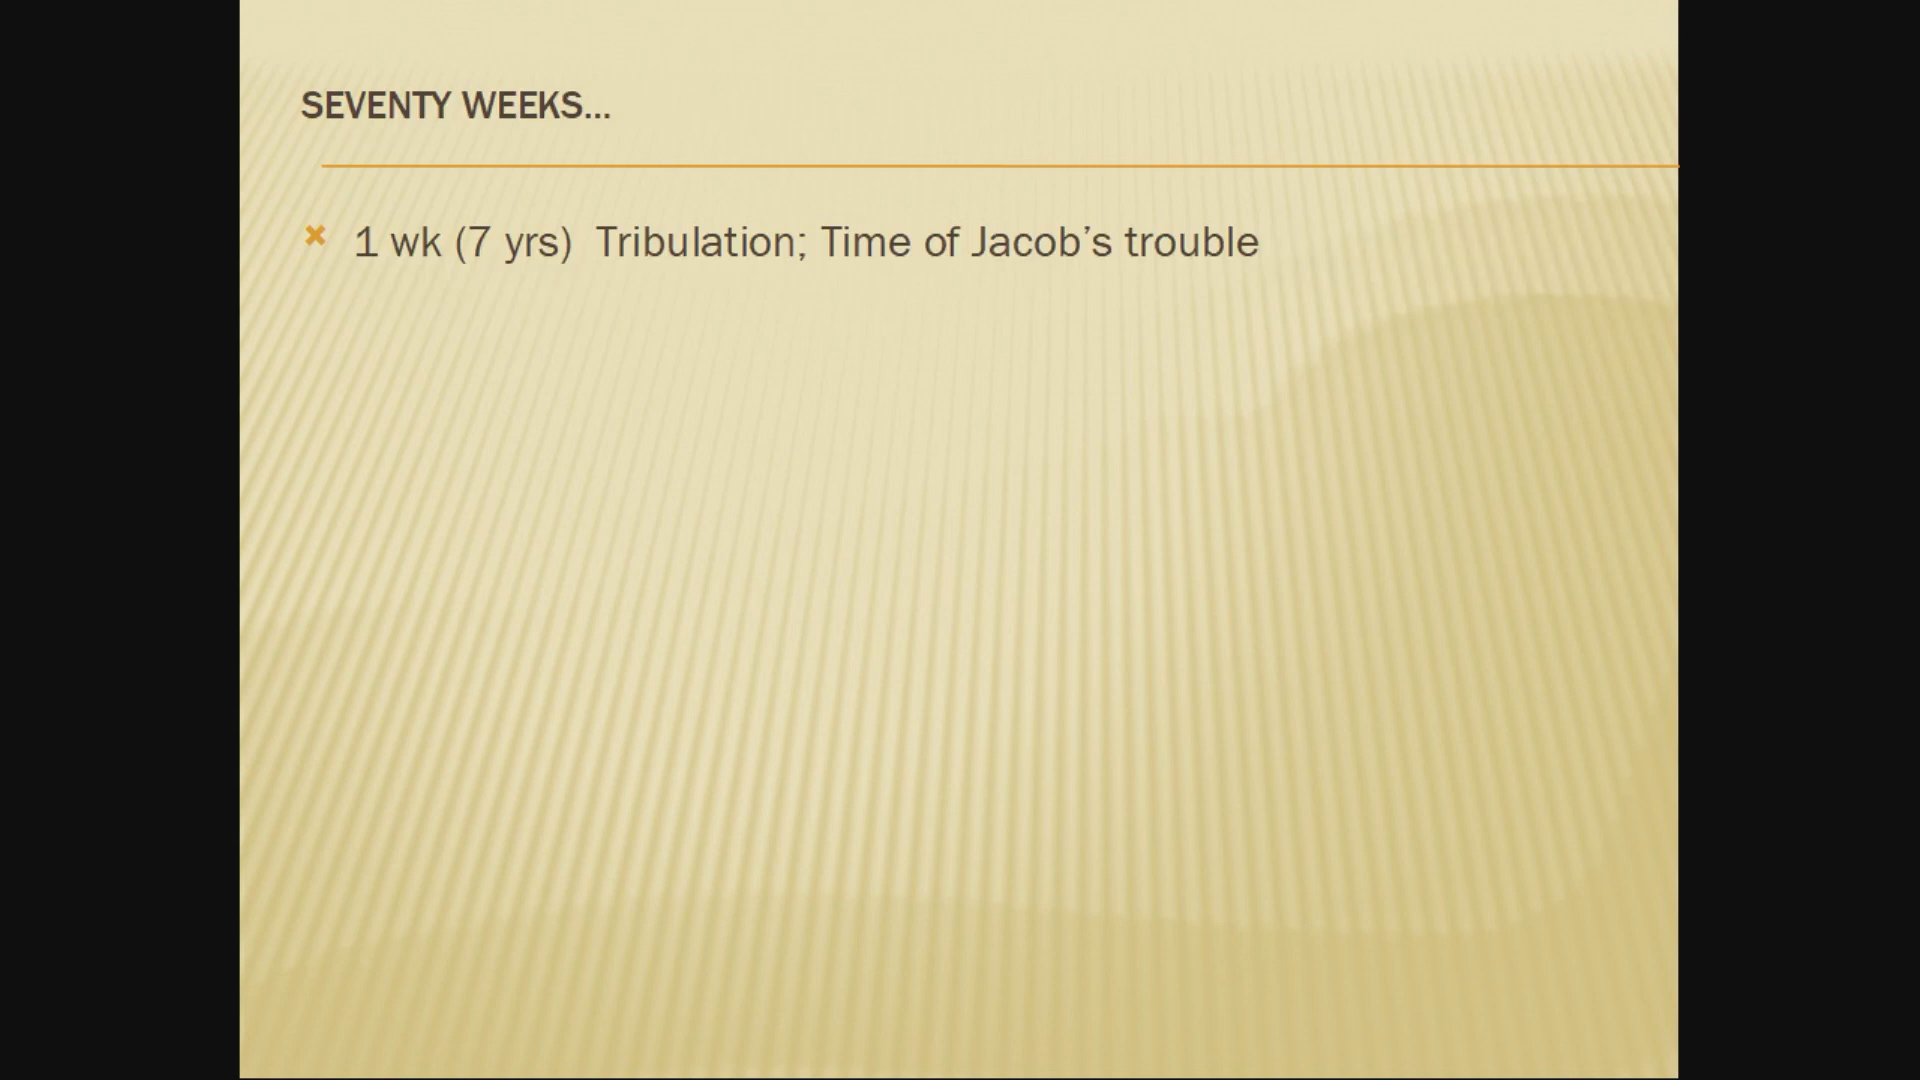 SEVENTY WEEKS...
1 wk (7 yrs)  Tribulation; Time of Jacob’s trouble